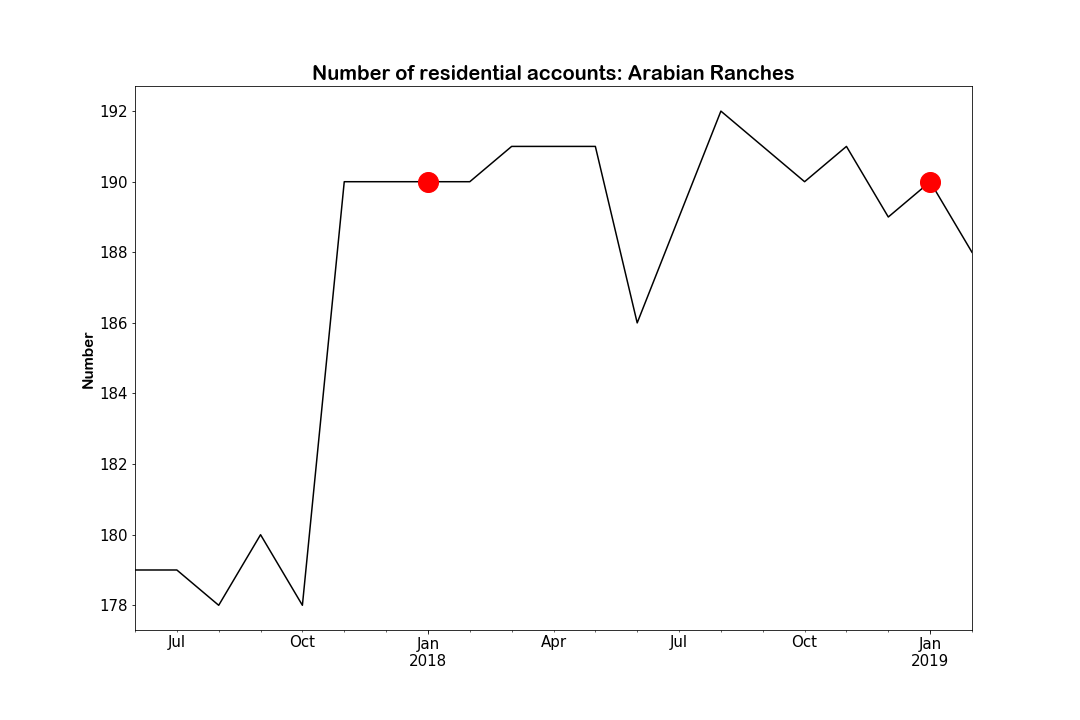 Number of residential accounts: Arabian Ranches
192
190
188
186
184
182
180
178
Number
Jul
Oct
Jan
2018
Apr
Jul
Oct
Jan
2019